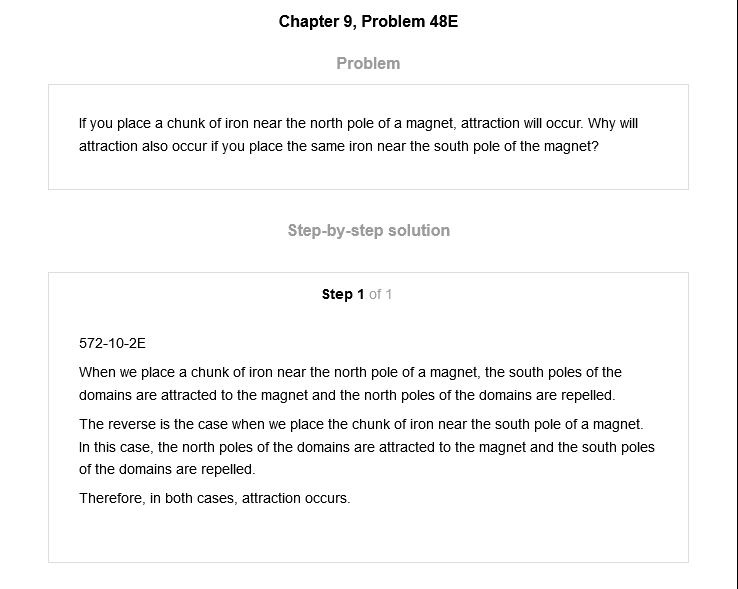 Chapter 9, Problem 48E
Problem
If you place a chunk of iron near the north pole of a magnet, attraction will occur. Why will
attraction also occur if you place the same iron near the south pole of the magnet?
Step-by-step solution
Step 1 of 1
572-10-2E
When we place a chunk of iron near the north pole of a magnet, the south poles of the
domains are attracted to the magnet and the north poles of the domains are repelled.
The reverse is the case when we place the chunk of iron near the south pole of a magnet.
In this case, the north poles of the domains are attracted to the magnet and the south poles
of the domains are repelled.
Therefore, in both cases, attraction occurs.